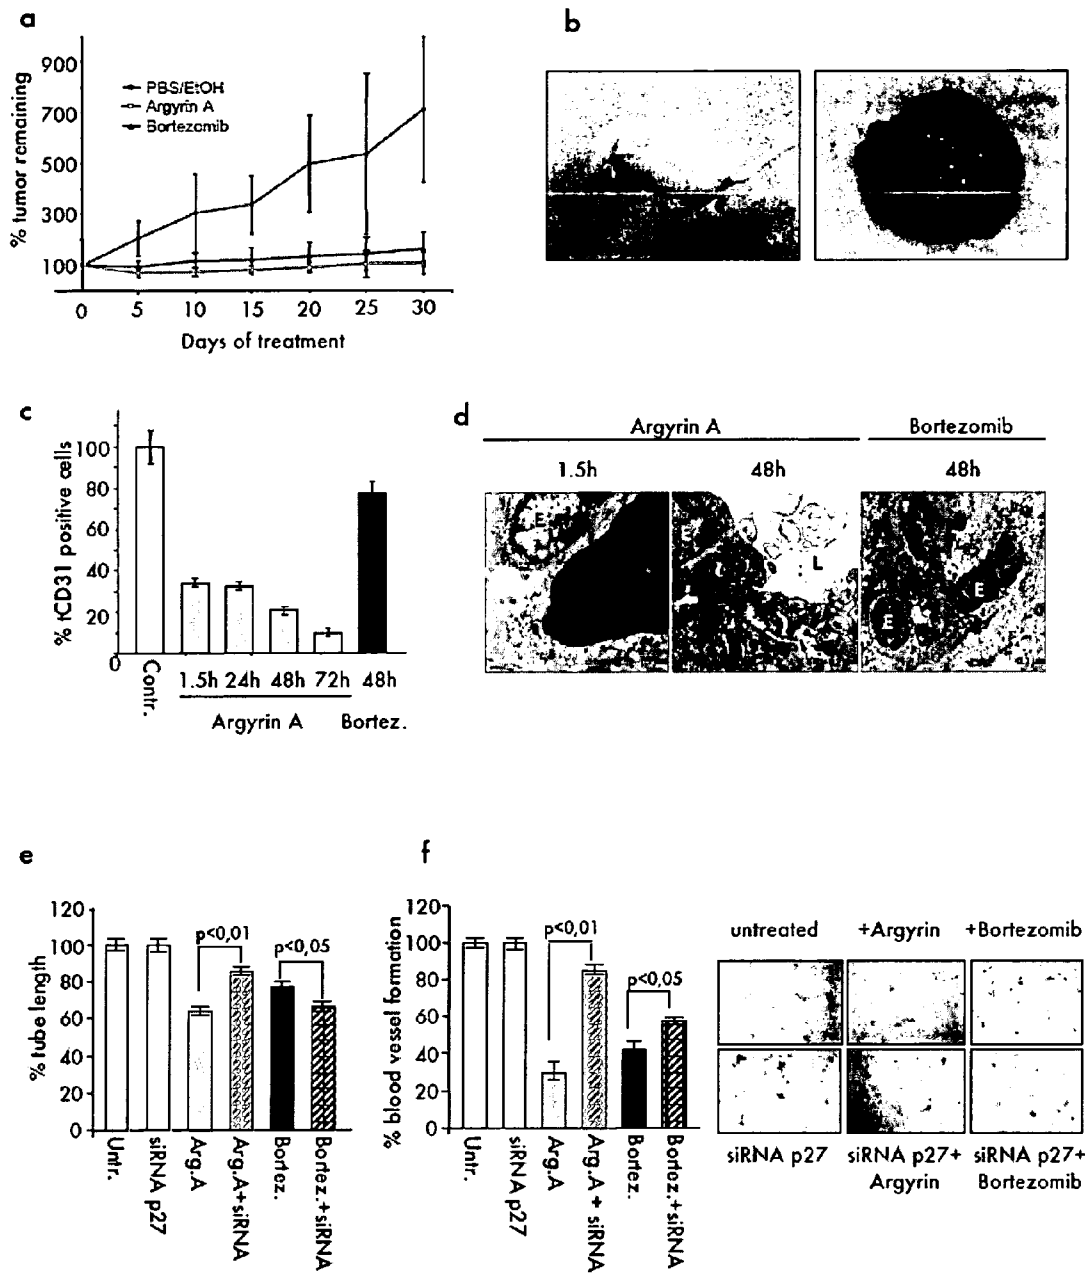 a
% tumor remaining
900
700
500
300
100
PBS/EtOH
Argyrin A
Bortezomib
0 5 10 15 20 25 30
Days of treatment
b
c
% tCD31 positive cells
100
80
60
40
20
0
Contr.
1.5h 24h 48h 72h 48h
Argyrin A Bortez.
d
Argyrin A Bortezomib
1.5h 48h 48h
E
L
E
E
e
% tube length
120
100
80
60
40
20
0
p<0,01
p<0,05
Untr.
siRNA p27
Arg.A
Arg.A+siRNA
Bortez.
Bortez.+siRNA
f
% blood vessel formation
120
100
80
60
40
20
0
p<0,01
p<0,05
Untr.
siRNA p27
Arg.A
Arg.A + siRNA
Bortez.
Bortez.+siRNA
untreated +Argyrin +Bortezomib
siRNA p27 siRNA p27+ siRNA p27+
Argyrin Bortezomib